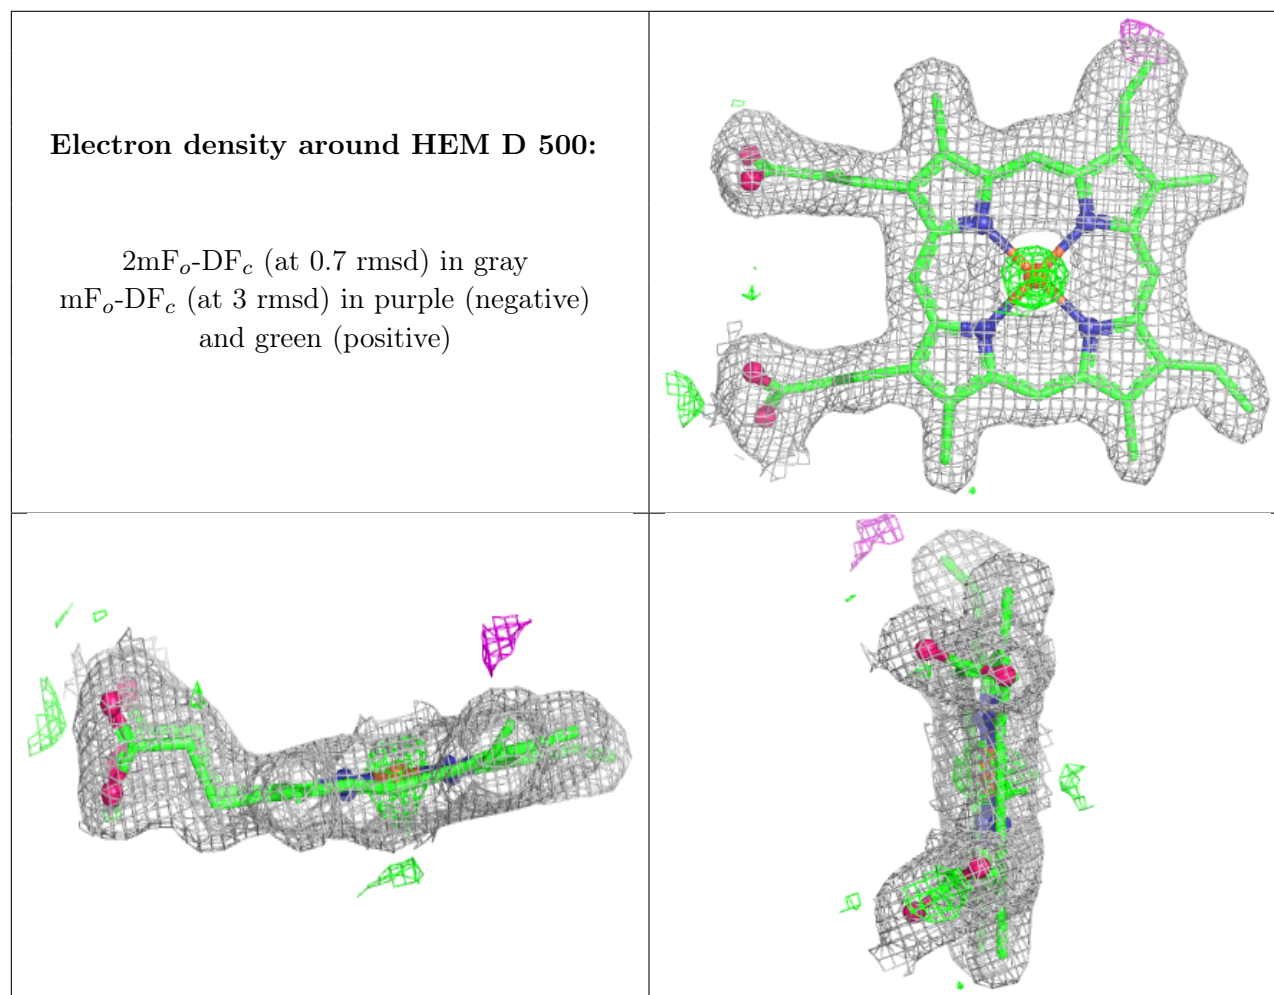 Electron density around HEM D 500:
2mFo-DFc (at 0.7 rmsd) in gray
mFo-DFc (at 3 rmsd) in purple (negative)
and green (positive)